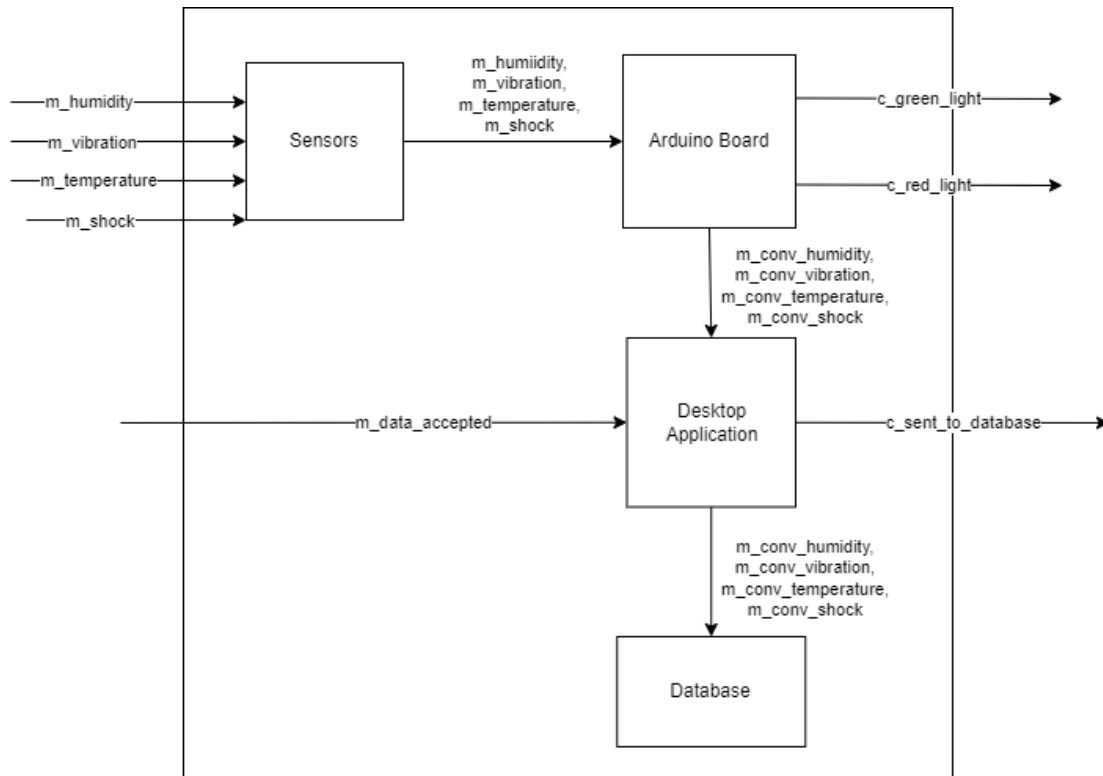 m_humiidity,
m_vibration,
m_temperature,
m_shock
m_humidity
m_vibration
m_temperature
m_shock
Sensors
Arduino Board
c_green_light
c_red_light
m_conv_humidity,
m_conv_vibration,
m_conv_temperature,
m_conv_shock
m_data_accepted
Desktop
Application
c_sent_to_database
m_conv_humidity,
m_conv_vibration,
m_conv_temperature,
m_conv_shock
Database